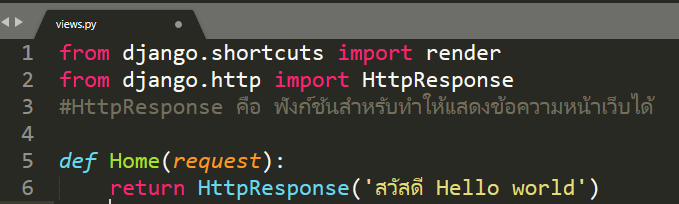 views.py
1 from django.shortcuts import render
2 from django.http import HttpResponse
3 #HttpResponse คือ ฟังก์ชันสำหรับทำให้แสดงข้อความหน้าเว็บได้
4
5 def Home(request):
6     return HttpResponse('สวัสดี Hello world')